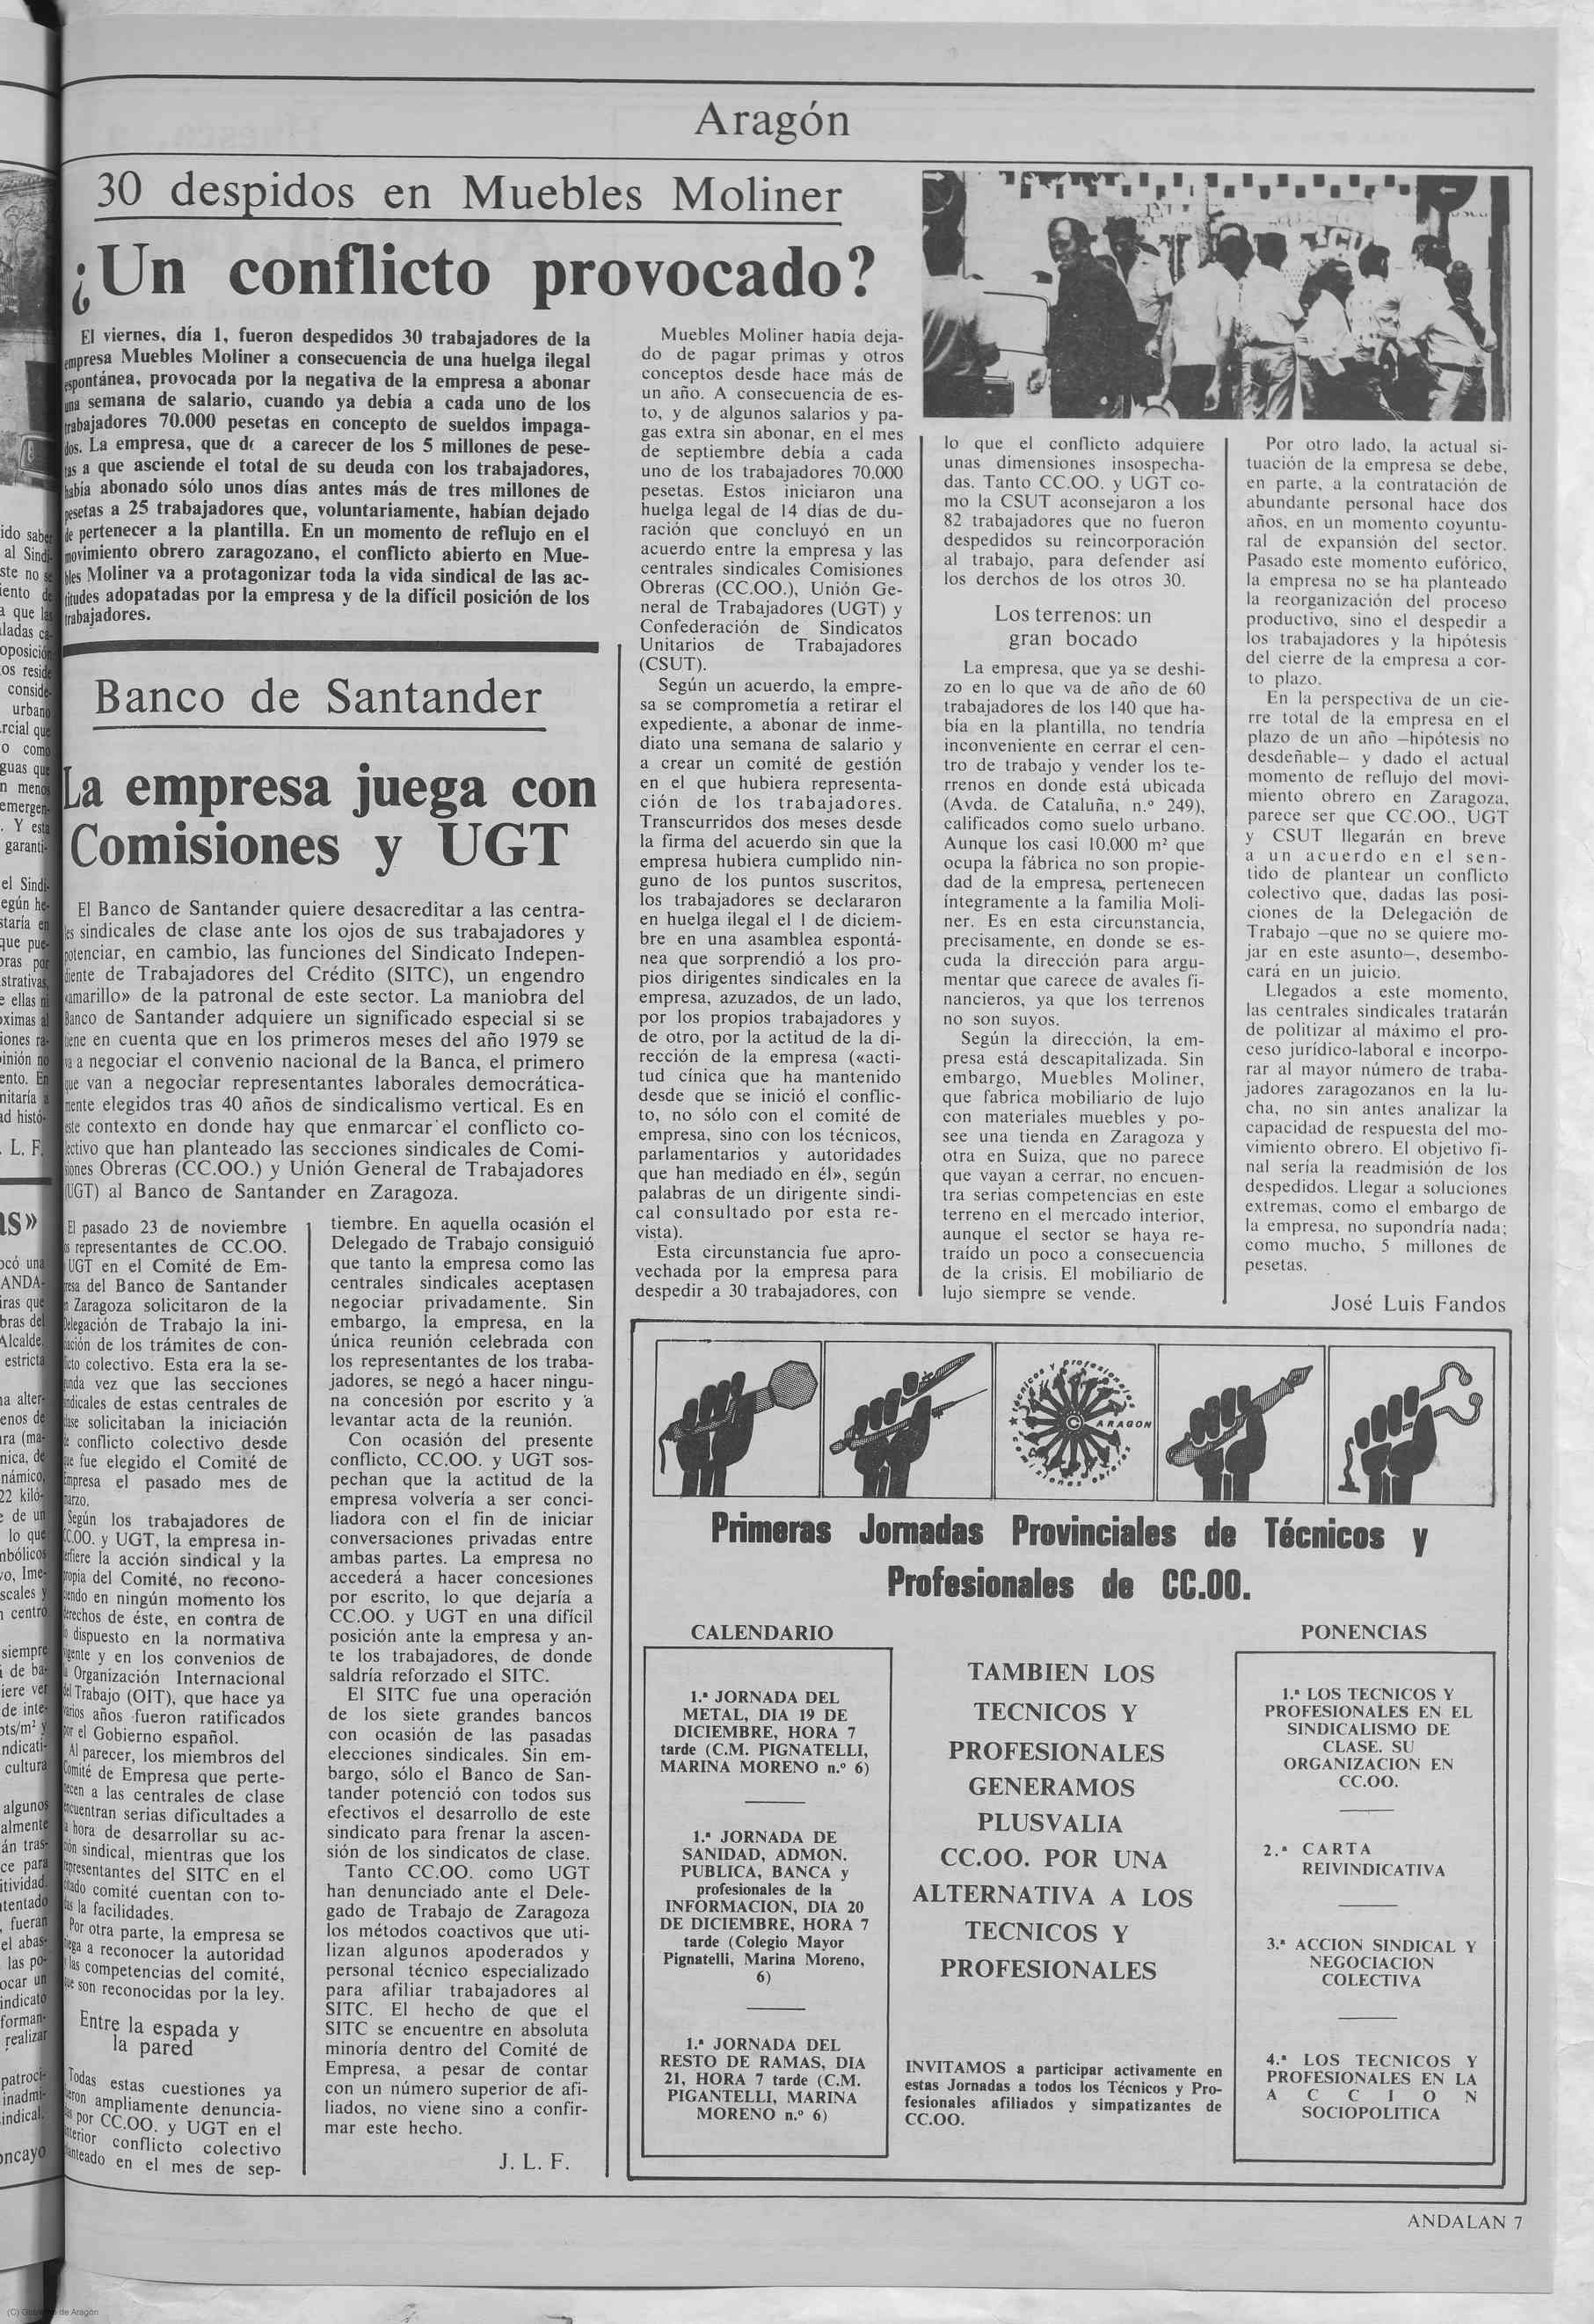 Aragón
30 despidos en Muebles Moliner
¿Un conflicto provocado?
El viernes, día 1, fueron despedidos 30 trabajadores de la
empresa Muebles Moliner a consecuencia de una huelga ilegal
espontánea, provocada por la negativa de la empresa a abonar
una semana de salario, cuando ya debía a cada uno de los
trabajadores 70.000 pesetas en concepto de sueldos impaga-
dos. La empresa, que a carecer de los 5 millones de pese-
tas a que asciende el total de su deuda con los trabajadores,
había abonado sólo unos días antes más de tres millones de
pesetas a 25 trabajadores que, voluntariamente, habían dejado
de pertenecer a la plantilla. En un momento de reflujo en el
movimiento obrero zaragozano, el conflicto abierto en Mue-
bles Moliner va a protagonizar toda la vida sindical de las ac-
titudes adopatadas por la empresa y de la difícil posición de los
trabajadores.
Muebles Moliner había deja-
do de pagar primas y otros
conceptos desde hace más de
un año. A consecuencia de es-
to, y de algunos salarios y pa-
gas extra sin abonar, en el mes
de septiembre debía a cada
uno de los trabajadores 70.000
pesetas. Estos iniciaron una
huelga legal de 14 días de du-
ración que concluyó en un
acuerdo entre la empresa y las
centrales sindicales Comisiones
Obreras (CC.OO.), Unión Ge-
neral de Trabajadores (UGT) y
Confederación de Sindicatos
Unitarios de Trabajadores
(CSUT).
Según un acuerdo, la empre-
sa se comprometía a retirar el
expediente, a abonar de inme-
diato una semana de salario y
a crear un comité de gestión
en el que hubiera representa-
ción de los trabajadores.
Transcurridos dos meses desde
la firma del acuerdo sin que la
empresa hubiera cumplido nin-
guno de los puntos suscritos,
los trabajadores se declararon
en huelga ilegal el 1 de diciem-
bre en una asamblea espontá-
nea que sorprendió a los pro-
pios dirigentes sindicales en la
empresa, azuzados, de un lado,
por los propios trabajadores y
de otro, por la actitud de la di-
rección de la empresa («acti-
tud cínica que ha mantenido
desde que se inició el conflic-
to, no sólo con el comité de
empresa, sino con los técnicos,
parlamentarios y autoridades
que han mediado en él», según
palabras de un dirigente sindi-
cal consultado por esta re-
vista).
Esta circunstancia fue apro-
vechada por la empresa para
despedir a 30 trabajadores, con
lo que el conflicto adquiere
unas dimensiones insospecha-
das. Tanto CC.OO. y UGT co-
mo la CSUT aconsejaron a los
82 trabajadores que no fueron
despedidos su reincorporación
al trabajo, para defender así
los derchos de los otros 30.
Los terrenos: un
gran bocado
La empresa, que ya se deshi-
zo en lo que va de año de 60
trabajadores de los 140 que ha-
bía en la plantilla, no tendría
inconveniente en cerrar el cen-
tro de trabajo y vender los te-
rrenos en donde está ubicada
(Avda. de Cataluña, n.º 249),
calificados como suelo urbano.
Aunque los casi 10.000 m² que
ocupa la fábrica no son propie-
dad de la empresa, pertenecen
íntegramente a la familia Moli-
ner. Es en esta circunstancia,
precisamente, en donde se es-
cuda la dirección para argu-
mentar que carece de avales fi-
nancieros, ya que los terrenos
no son suyos.
Según la dirección, la em-
presa está descapitalizada. Sin
embargo, Muebles Moliner,
que fabrica mobiliario de lujo
con materiales muebles y po-
see una tienda en Zaragoza y
otra en Suiza, que no parece
que vayan a cerrar, no encuen-
tra serias competencias en este
terreno en el mercado interior,
aunque el sector se haya re-
traído un poco a consecuencia
de la crisis. El mobiliario de
lujo siempre se vende.
Por otro lado, la actual si-
tuación de la empresa se debe,
en parte, a la contratación de
abundante personal hace dos
años, en un momento coyuntu-
ral de expansión del sector.
Pasado este momento eufórico,
la empresa no se ha planteado
la reorganización del proceso
productivo, sino el despedir a
los trabajadores y la hipótesis
del cierre de la empresa a cor-
to plazo.
En la perspectiva de un cie-
rre total de la empresa en el
plazo de un año —hipótesis no
desdeñable— y dado el actual
momento de reflujo del movi-
miento obrero en Zaragoza,
parece ser que CC.OO., UGT
y CSUT llegarán en breve
a un acuerdo en el sen-
tido de plantear un conflicto
colectivo que, dadas las posi-
ciones de la Delegación de
Trabajo —que no se quiere mo-
jar en este asunto—, desembo-
cará en un juicio.
Llegados a este momento,
las centrales sindicales tratarán
de politizar al máximo el pro-
ceso jurídico-laboral e incorpo-
rar al mayor número de traba-
jadores zaragozanos en la lu-
cha, no sin antes analizar la
capacidad de respuesta del mo-
vimiento obrero. El objetivo fi-
nal sería la readmisión de los
despedidos. Llegar a soluciones
extremas, como el embargo de
la empresa, no supondría nada;
como mucho, 5 millones de
pesetas.
José Luis Fandos
Banco de Santander
La empresa juega con
Comisiones y UGT
El Banco de Santander quiere desacreditar a las centra-
les sindicales de clase ante los ojos de sus trabajadores y
potenciar, en cambio, las funciones del Sindicato Indepen-
diente de Trabajadores del Crédito (SITC), un engendro
«amarillo» de la patronal de este sector. La maniobra del
Banco de Santander adquiere un significado especial si se
tiene en cuenta que en los primeros meses del año 1979 se
va a negociar el convenio nacional de la Banca, el primero
que van a negociar representantes laborales democrática-
mente elegidos tras 40 años de sindicalismo vertical. Es en
este contexto en donde hay que enmarcar el conflicto co-
lectivo que han planteado las secciones sindicales de Comi-
siones Obreras (CC.OO.) y Unión General de Trabajadores
(UGT) al Banco de Santander en Zaragoza.
El pasado 23 de noviembre
los representantes de CC.OO.
y UGT en el Comité de Em-
presa del Banco de Santander
en Zaragoza solicitaron de la
Delegación de Trabajo la ini-
ciación de los trámites de con-
flicto colectivo. Esta era la se-
gunda vez que las secciones
sindicales de estas centrales de
clase solicitaban la iniciación
de conflicto colectivo desde
que fue elegido el Comité de
Empresa el pasado mes de
marzo.
Según los trabajadores de
CC.OO. y UGT, la empresa in-
terfiere la acción sindical y la
propia del Comité, no recono-
ciendo en ningún momento los
derechos de éste, en contra de
lo dispuesto en la normativa
vigente y en los convenios de
la Organización Internacional
del Trabajo (OIT), que hace ya
varios años fueron ratificados
por el Gobierno español.
Al parecer, los miembros del
Comité de Empresa que perte-
necen a las centrales de clase
encuentran serias dificultades a
la hora de desarrollar su ac-
ción sindical, mientras que los
representantes del SITC en el
citado comité cuentan con to-
das la facilidades.
Por otra parte, la empresa se
niega a reconocer la autoridad
y las competencias del comité,
que son reconocidas por la ley.
Entre la espada y
la pared
Todas estas cuestiones ya
fueron ampliamente denuncia-
das por CC.OO. y UGT en el
anterior conflicto colectivo
planteado en el mes de sep-
tiembre. En aquella ocasión el
Delegado de Trabajo consiguió
que tanto la empresa como las
centrales sindicales aceptasen
negociar privadamente. Sin
embargo, la empresa, en la
única reunión celebrada con
los representantes de los traba-
jadores, se negó a hacer ningu-
na concesión por escrito y a
levantar acta de la reunión.
Con ocasión del presente
conflicto, CC.OO. y UGT sos-
pechan que la actitud de la
empresa volvería a ser conci-
liadora con el fin de iniciar
conversaciones privadas entre
ambas partes. La empresa no
accederá a hacer concesiones
por escrito, lo que dejaría a
CC.OO. y UGT en una difícil
posición ante la empresa y an-
te los trabajadores, de donde
saldría reforzado el SITC.
El SITC fue una operación
de los siete grandes bancos
con ocasión de las pasadas
elecciones sindicales. Sin em-
bargo, sólo el Banco de San-
tander potenció con todos sus
efectivos el desarrollo de este
sindicato para frenar la ascen-
sión de los sindicatos de clase.
Tanto CC.OO. como UGT
han denunciado ante el Dele-
gado de Trabajo de Zaragoza
los métodos coactivos que uti-
lizan algunos apoderados y
personal técnico especializado
para afiliar trabajadores al
SITC. El hecho de que el
SITC se encuentre en absoluta
minoría dentro del Comité de
Empresa, a pesar de contar
con un número superior de afi-
liados, no viene sino a confir-
mar este hecho.
J. L. F.
ARAGON
Primeras Jornadas Provinciales de Técnicos y
Profesionales de CC.OO.
CALENDARIO
1.ª JORNADA DEL
METAL, DIA 19 DE
DICIEMBRE, HORA 7
tarde (C.M. PIGNATELLI,
MARINA MORENO n.º 6)
1.ª JORNADA DE
SANIDAD, ADMON.
PUBLICA, BANCA y
profesionales de la
INFORMACION, DIA 20
DE DICIEMBRE, HORA 7
tarde (Colegio Mayor
Pignatelli, Marina Moreno,
6)
1.ª JORNADA DEL
RESTO DE RAMAS, DIA
21, HORA 7 tarde (C.M.
PIGANTELLI, MARINA
MORENO n.º 6)
TAMBIEN LOS
TECNICOS Y
PROFESIONALES
GENERAMOS
PLUSVALIA
CC.OO. POR UNA
ALTERNATIVA A LOS
TECNICOS Y
PROFESIONALES
INVITAMOS a participar activamente en
estas Jornadas a todos los Técnicos y Pro-
fesionales afiliados y simpatizantes de
CC.OO.
PONENCIAS
1.ª LOS TECNICOS Y
PROFESIONALES EN EL
SINDICALISMO DE
CLASE. SU
ORGANIZACION EN
CC.OO.
2.ª CARTA
REIVINDICATIVA
3.ª ACCION SINDICAL Y
NEGOCIACION
COLECTIVA
4.ª LOS TECNICOS Y
PROFESIONALES EN LA
A C C I O N
SOCIOPOLITICA
ANDALAN 7
(C) Gobierno de Aragón